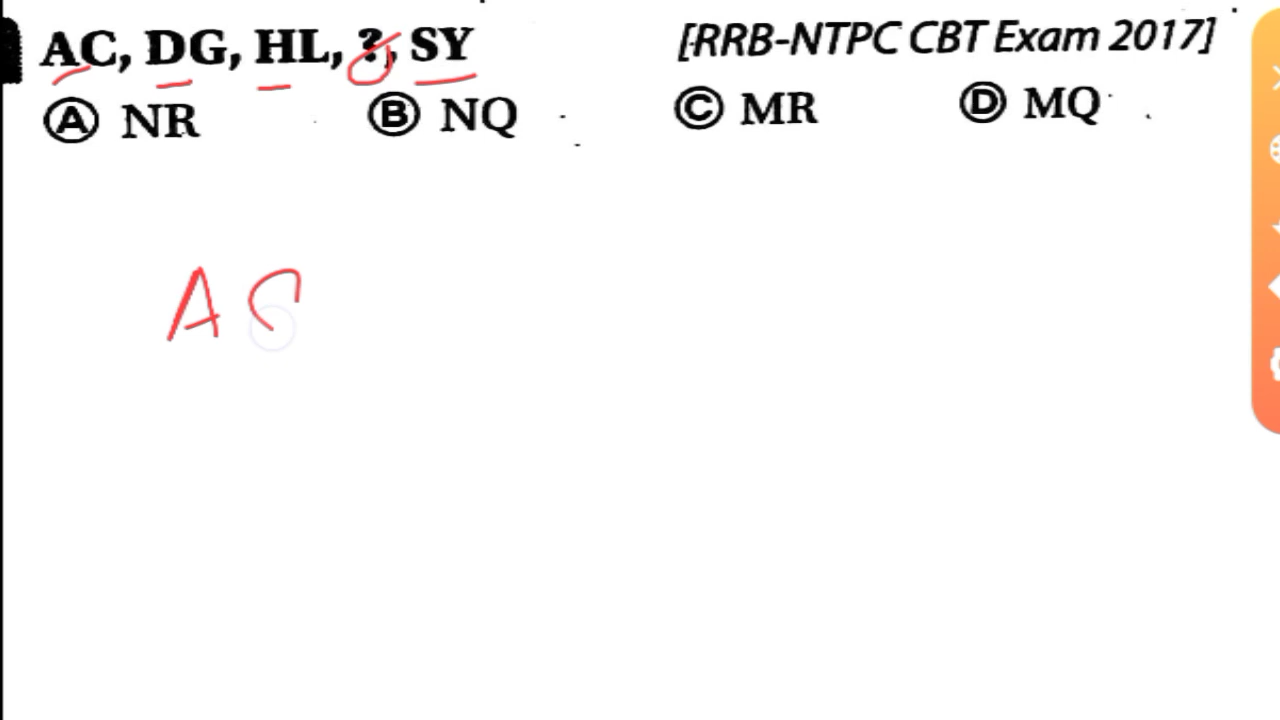 AC, DG, HL, ?, SY [RRB-NTPC CBT Exam 2017]
Ⓐ NR Ⓑ NQ Ⓒ MR Ⓓ MQ
A